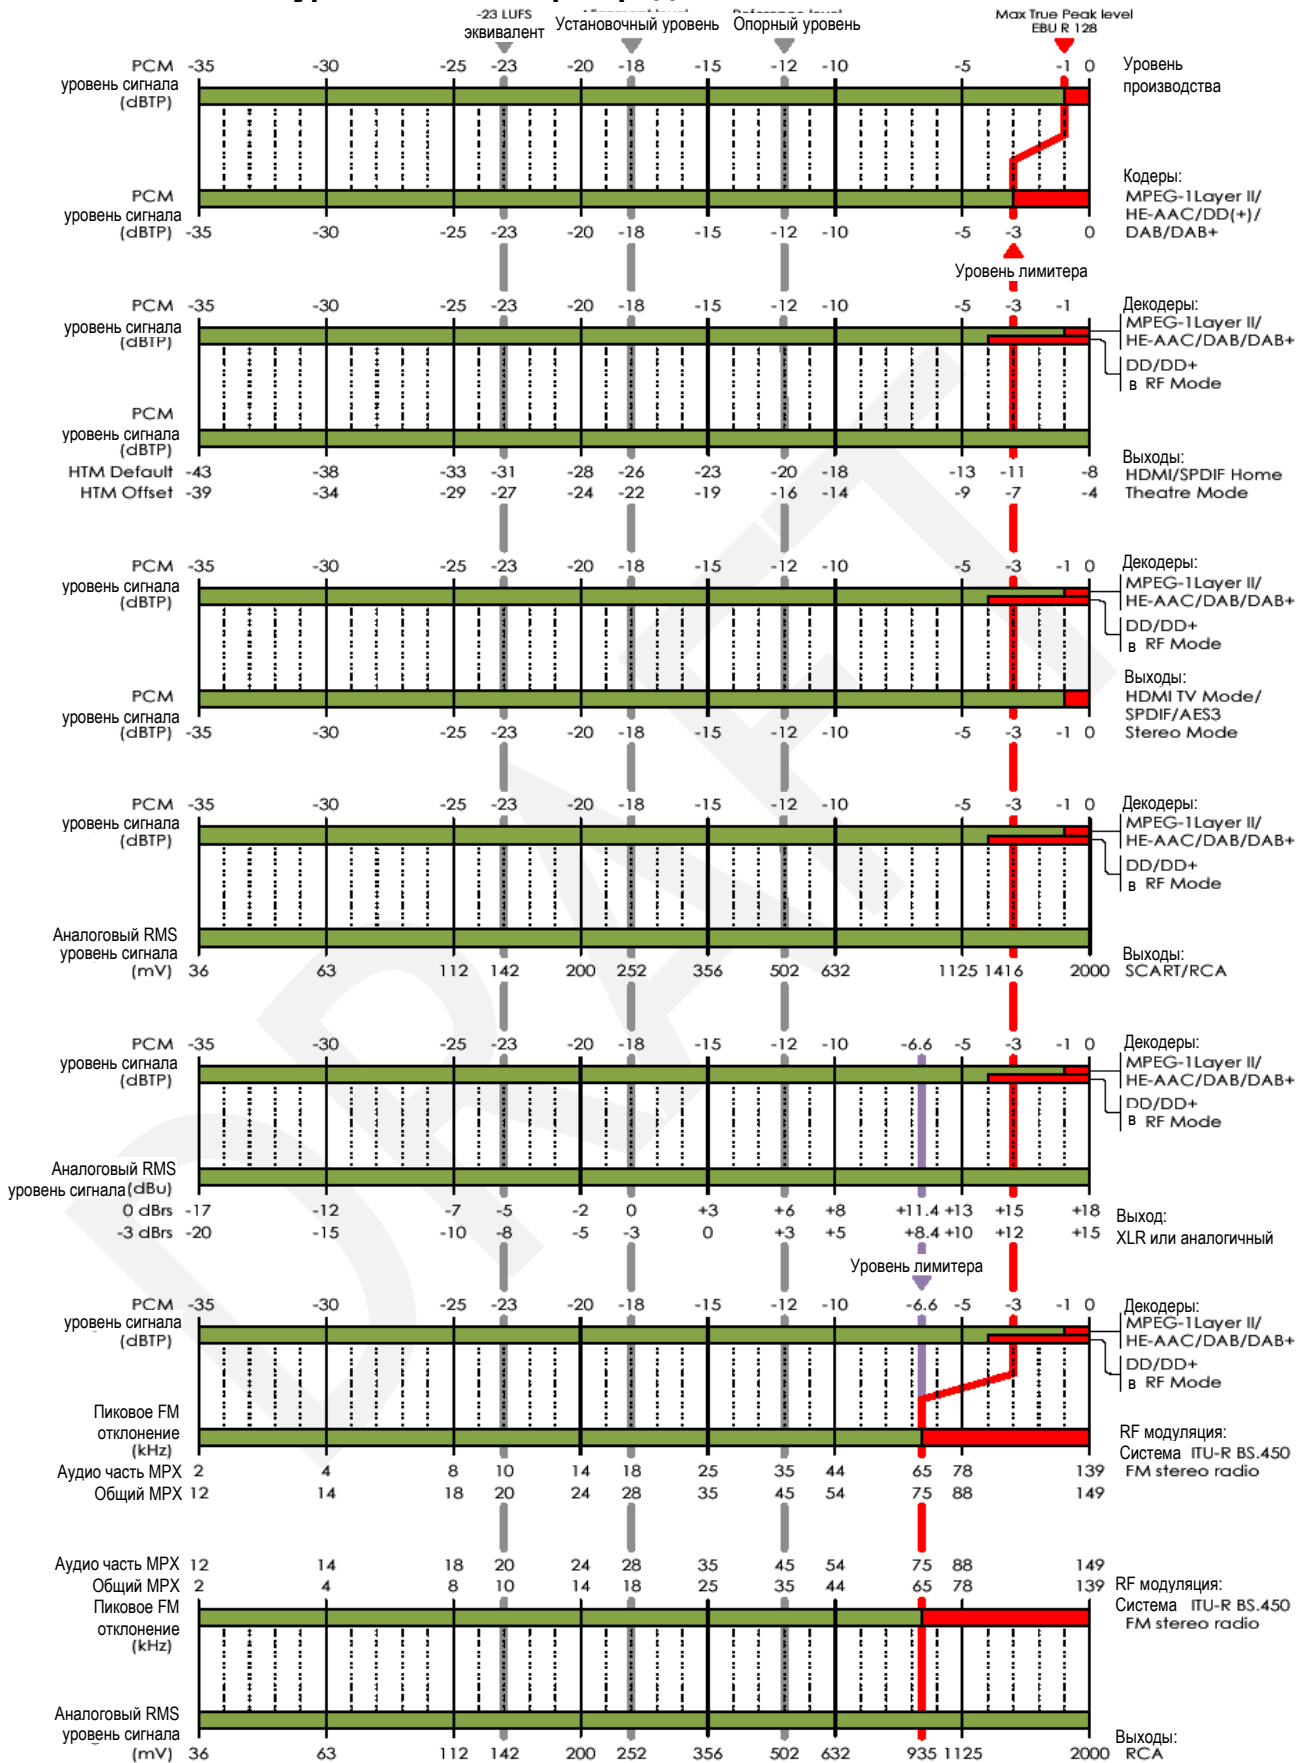 -23 LUFS
эквивалент
Установочный уровень
Опорный уровень
Max True Peak level
EBU R 128
PCM -35 -30 -25 -23 -20 -18 -15 -12 -10 -5 -1 0 Уровень
уровень сигнала производства
(dBTP)
Кодеры:
PCM MPEG-1Layer II/
уровень сигнала HE-AAC/DD(+)/
(dBTP) -35 -30 -25 -23 -20 -18 -15 -12 -10 -5 -3 0 DAB/DAB+
Уровень лимитера
PCM -35 -30 -25 -23 -20 -18 -15 -12 -10 -5 -3 -1 Декодеры:
уровень сигнала MPEG-1Layer II/
(dBTP) HE-AAC/DAB/DAB+
DD/DD+
в RF Mode
PCM
уровень сигнала
(dBTP) Выходы:
HTM Default -43 -38 -33 -31 -28 -26 -23 -20 -18 -13 -11 -8 HDMI/SPDIF Home
HTM Offset -39 -34 -29 -27 -24 -22 -19 -16 -14 -9 -7 -4 Theatre Mode
PCM -35 -30 -25 -23 -20 -18 -15 -12 -10 -5 -3 -1 0 Декодеры:
уровень сигнала MPEG-1Layer II/
(dBTP) HE-AAC/DAB/DAB+
DD/DD+
в RF Mode
Выходы:
PCM HDMI TV Mode/
уровень сигнала SPDIF/AES3
(dBTP) -35 -30 -25 -23 -20 -18 -15 -12 -10 -5 -3 -1 0 Stereo Mode
PCM -35 -30 -25 -23 -20 -18 -15 -12 -10 -5 -3 -1 0 Декодеры:
уровень сигнала MPEG-1Layer II/
(dBTP) HE-AAC/DAB/DAB+
DD/DD+
в RF Mode
Аналоговый RMS
уровень сигнала Выходы:
(mV) 36 63 112 142 200 252 356 502 632 1125 1416 2000 SCART/RCA
PCM -35 -30 -25 -23 -20 -18 -15 -12 -10 -6.6 -5 -3 -1 0 Декодеры:
уровень сигнала MPEG-1Layer II/
(dBTP) HE-AAC/DAB/DAB+
DD/DD+
в RF Mode
Аналоговый RMS
уровень сигнала (dBu)
0 dBrs -17 -12 -7 -5 -2 0 +3 +6 +8 +11.4 +13 +15 +18 Выход:
-3 dBrs -20 -15 -10 -8 -5 -3 0 +3 +5 +8.4 +10 +12 +15 XLR или аналогичный
Уровень лимитера
PCM -35 -30 -25 -23 -20 -18 -15 -12 -10 -6.6 -5 -3 -1 0 Декодеры:
уровень сигнала MPEG-1Layer II/
(dBTP) HE-AAC/DAB/DAB+
DD/DD+
в RF Mode
Пиковое FM
отклонение RF модуляция:
(kHz) Система ITU-R BS.450
Аудио часть MPX 2 4 8 10 14 18 25 35 44 65 78 139 FM stereo radio
Общий MPX 12 14 18 20 24 28 35 45 54 75 88 149
Аудио часть MPX 12 14 18 20 24 28 35 45 54 75 88 149
Общий MPX 2 4 8 10 14 18 25 35 44 65 78 139 RF модуляция:
Пиковое FM Система ITU-R BS.450
отклонение FM stereo radio
(kHz)
Аналоговый RMS
уровень сигнала Выходы:
(mV) 36 63 112 142 200 252 356 502 632 935 1125 2000 RCA
DRAFT